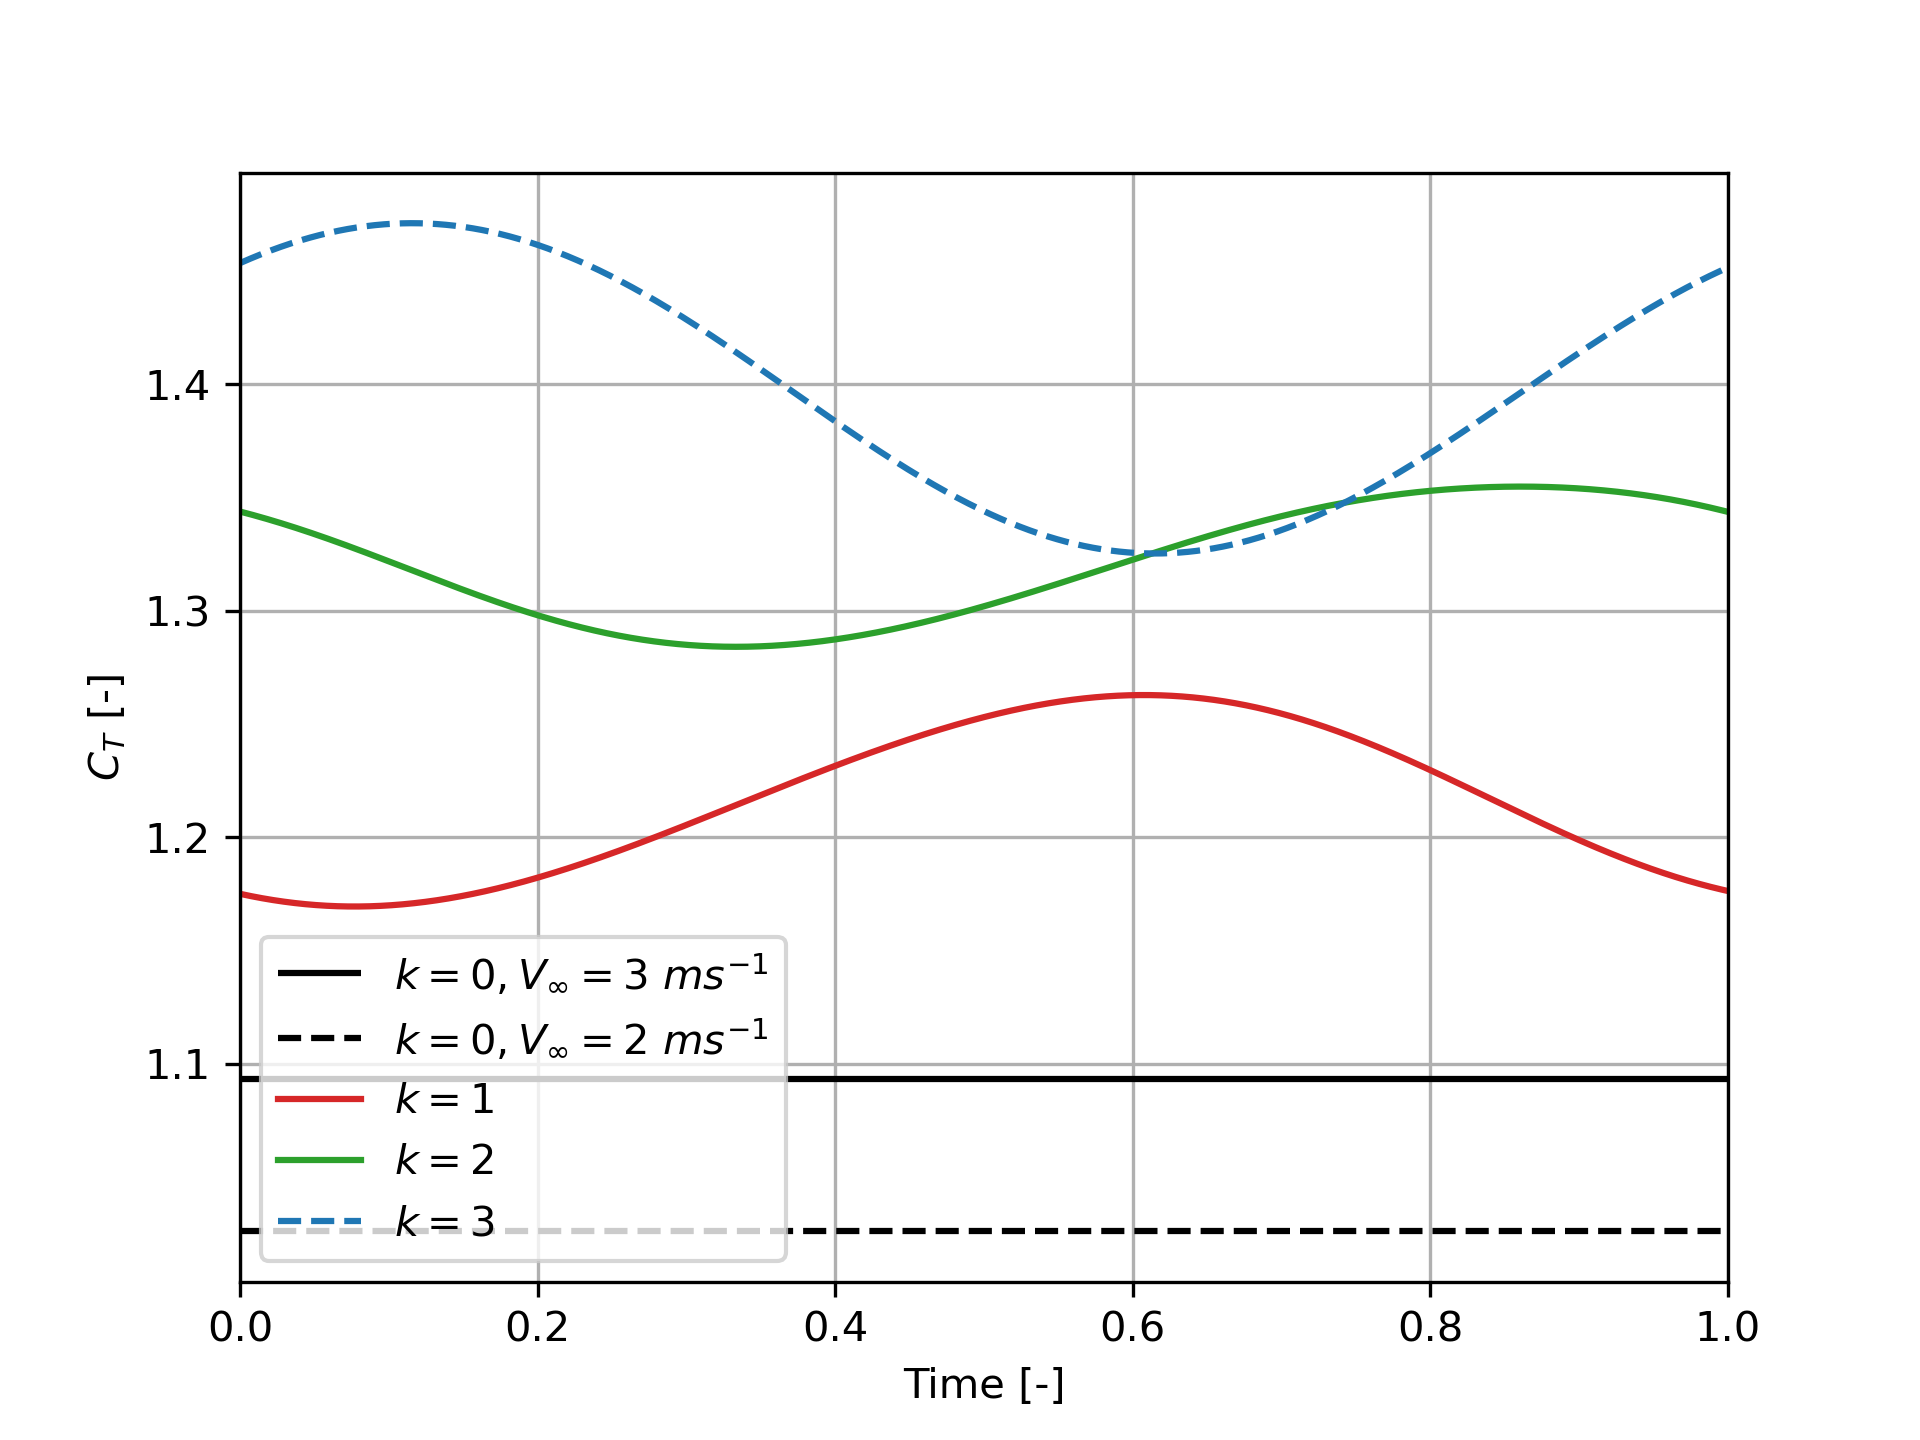 1.4
1.3
1.2
1.1
C_T [-]
k = 0, V_∞ = 3 ms⁻¹
k = 0, V_∞ = 2 ms⁻¹
k = 1
k = 2
k = 3
0.0 0.2 0.4 0.6 0.8 1.0
Time [-]